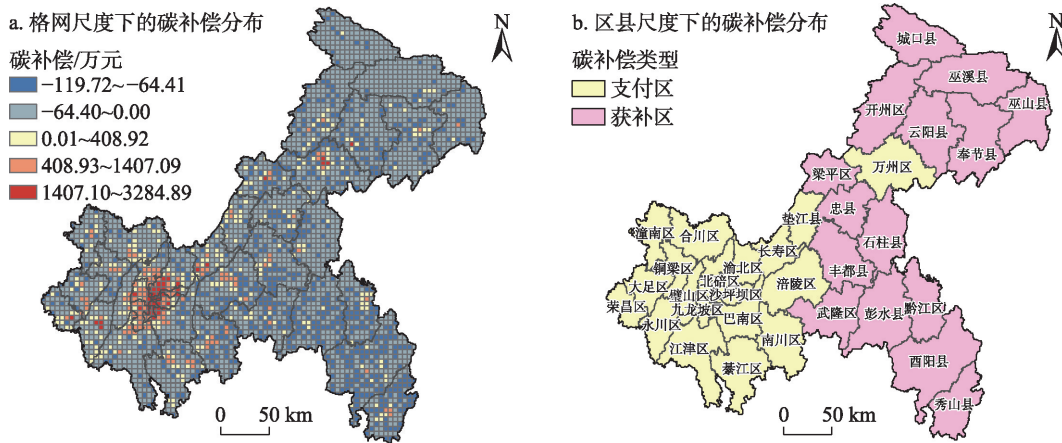 a. 格网尺度下的碳补偿分布
N
碳补偿/万元
−119.72~−64.41
−64.40~0.00
0.01~408.92
408.93~1407.09
1407.10~3284.89
0 50 km
b. 区县尺度下的碳补偿分布
N
碳补偿类型
支付区
获补区
城口县
巫溪县
开州区
巫山县
云阳县
奉节县
万州区
梁平区
忠县
垫江县
石柱县
潼南区
合川区
长寿区
铜梁区
渝北区
北碚区
丰都县
涪陵区
大足区
璧山区
沙坪坝区
荣昌区
九龙坡区
巴南区
武隆区
彭水县
黔江区
永川区
江津区
南川区
綦江区
酉阳县
秀山县
0 50 km